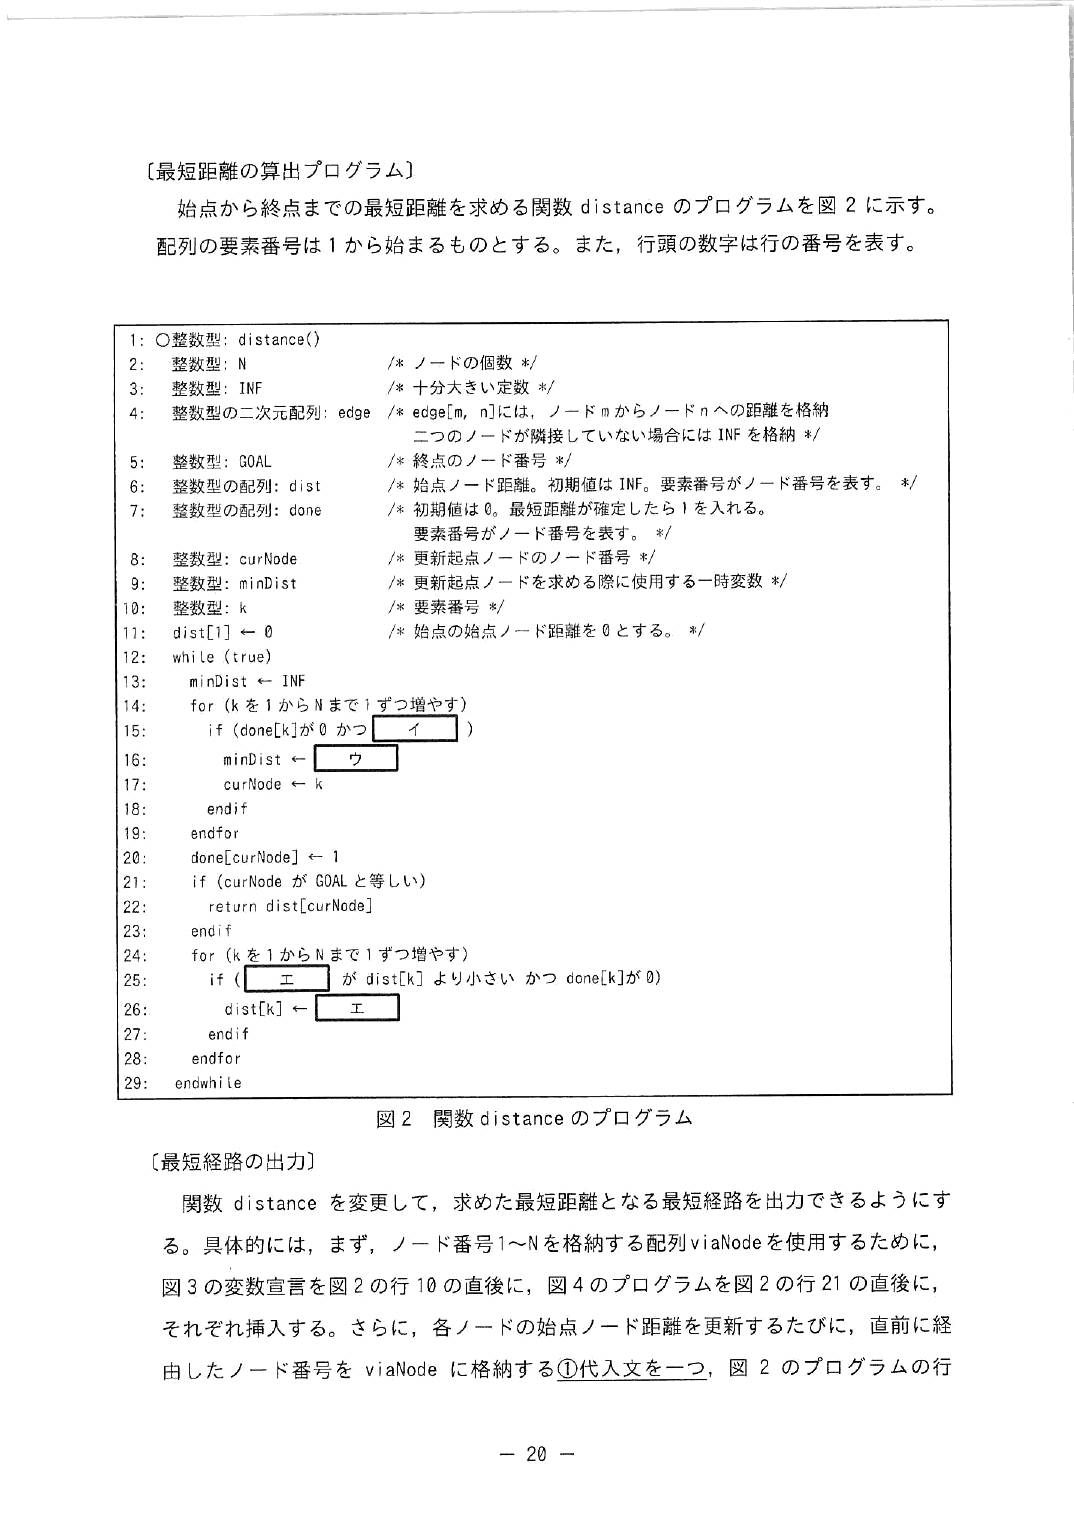 〔最短距離の算出プログラム〕
始点から終点までの最短距離を求める関数 distance のプログラムを図 2 に示す。
配列の要素番号は 1 から始まるものとする。また，行頭の数字は行の番号を表す。
1: ○整数型: distance()
2: 整数型: N /* ノードの個数 */
3: 整数型: INF /* 十分大きい定数 */
4: 整数型の二次元配列: edge /* edge[m, n]には，ノード m からノード n への距離を格納
二つのノードが隣接していない場合には INF を格納 */
5: 整数型: GOAL /* 終点のノード番号 */
6: 整数型の配列: dist /* 始点ノード距離。初期値は INF。要素番号がノード番号を表す。 */
7: 整数型の配列: done /* 初期値は 0。最短距離が確定したら 1 を入れる。
要素番号がノード番号を表す。 */
8: 整数型: curNode /* 更新起点ノードのノード番号 */
9: 整数型: minDist /* 更新起点ノードを求める際に使用する一時変数 */
10: 整数型: k /* 要素番号 */
11: dist[1] ← 0 /* 始点の始点ノード距離を 0 とする。 */
12: while (true)
13: minDist ← INF
14: for (k を 1 から N まで 1 ずつ増やす)
15: if (done[k]が 0 かつ イ )
16: minDist ← ウ
17: curNode ← k
18: endif
19: endfor
20: done[curNode] ← 1
21: if (curNode が GOAL と等しい)
22: return dist[curNode]
23: endif
24: for (k を 1 から N まで 1 ずつ増やす)
25: if ( エ が dist[k] より小さい かつ done[k]が 0)
26: dist[k] ← エ
27: endif
28: endfor
29: endwhile
図 2 関数 distance のプログラム
〔最短経路の出力〕
関数 distance を変更して，求めた最短距離となる最短経路を出力できるようにす
る。具体的には，まず，ノード番号 1～N を格納する配列 viaNode を使用するために，
図 3 の変数宣言を図 2 の行 10 の直後に，図 4 のプログラムを図 2 の行 21 の直後に，
それぞれ挿入する。さらに，各ノードの始点ノード距離を更新するたびに，直前に経
由したノード番号を viaNode に格納する①代入文を一つ，図 2 のプログラムの行
— 20 —